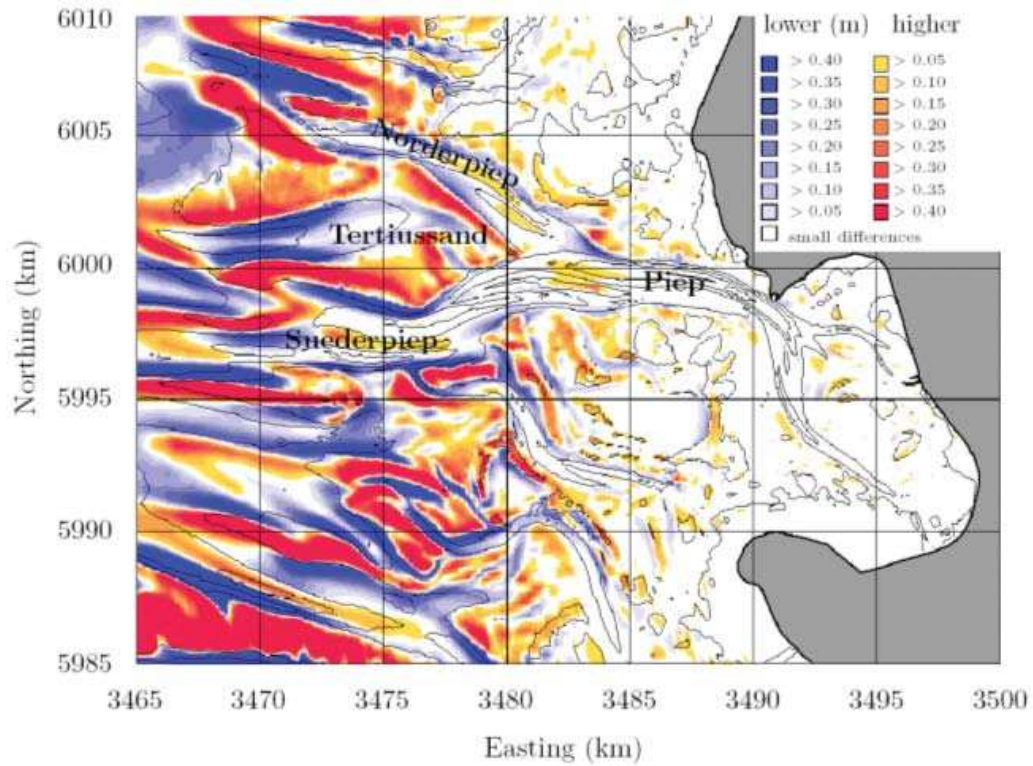 6010
6005
6000
5995
5990
5985
Northing (km)
lower (m) higher
> 0.40 > 0.05
> 0.35 > 0.10
> 0.30 > 0.15
> 0.25 > 0.20
> 0.20 > 0.25
> 0.15 > 0.30
> 0.10 > 0.35
> 0.05 > 0.40
small differences
Norderpiep
Tertiussand
Piep
Suederpiep
3465 3470 3475 3480 3485 3490 3495 3500
Easting (km)